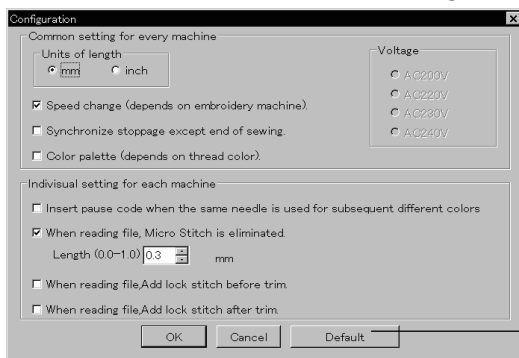 Configuration
Common setting for every machine
Units of length
mm inch
Voltage
AC200V
AC220V
AC230V
AC240V
Speed change (depends on embroidery machine).
Synchronize stoppage except end of sewing.
Color palette (depends on thread color).
Indivisual setting for each machine
Insert pause code when the same needle is used for subsequent different colors
When reading file, Micro Stitch is eliminated.
Length (0.0-1.0) 0.3 mm
When reading file,Add lock stitch before trim.
When reading file,Add lock stitch after trim.
OK Cancel Default